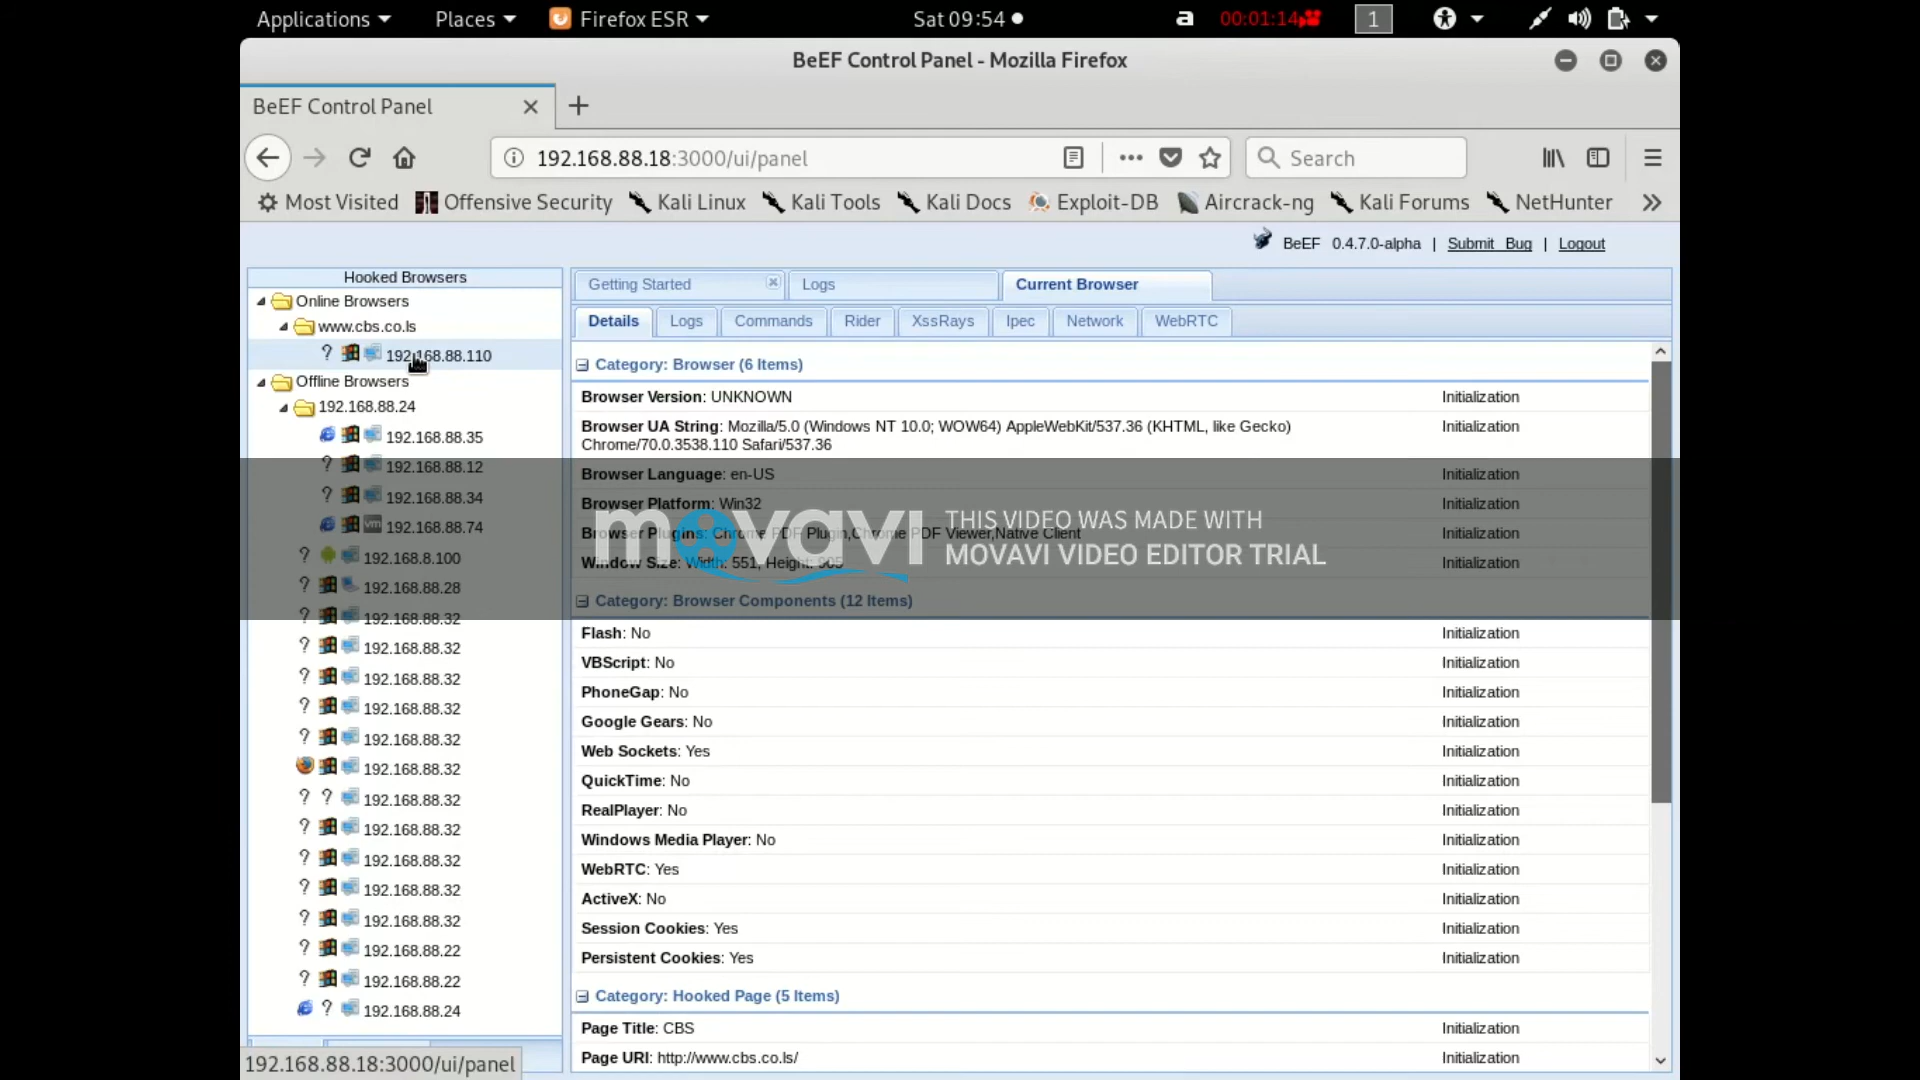 Applications Places Firefox ESR Sat 09:54 a 00:01:14 1
BeEF Control Panel - Mozilla Firefox
BeEF Control Panel
192.168.88.18:3000/ui/panel Search
Most Visited Offensive Security Kali Linux Kali Tools Kali Docs Exploit-DB Aircrack-ng Kali Forums NetHunter
BeEF 0.4.7.0-alpha | Submit Bug | Logout
Hooked Browsers
Online Browsers
www.cbs.co.ls
? 192.168.88.110
Offline Browsers
192.168.88.24
192.168.88.35
? 192.168.88.12
? 192.168.88.34
vm 192.168.88.74
? 192.168.8.100
? 192.168.88.28
? 192.168.88.32
? 192.168.88.32
? 192.168.88.32
? 192.168.88.32
? 192.168.88.32
192.168.88.32
? ? 192.168.88.32
? 192.168.88.32
? 192.168.88.32
? 192.168.88.32
? 192.168.88.32
? 192.168.88.22
? 192.168.88.22
? 192.168.88.24
192.168.88.18:3000/ui/panel
Getting Started Logs Current Browser
Details Logs Commands Rider XssRays Ipec Network WebRTC
Category: Browser (6 Items)
Browser Version: UNKNOWN Initialization
Browser UA String: Mozilla/5.0 (Windows NT 10.0; WOW64) AppleWebKit/537.36 (KHTML, like Gecko) Initialization
Chrome/70.0.3538.110 Safari/537.36
Browser Language: en-US Initialization
Browser Platform: Win32 Initialization
Browser Plugins: Chrome PDF Plugin,Chrome PDF Viewer,Native Client Initialization
Window Size: Width: 551, Height: 905 Initialization
movavi
THIS VIDEO WAS MADE WITH
MOVAVI VIDEO EDITOR TRIAL
Category: Browser Components (12 Items)
Flash: No Initialization
VBScript: No Initialization
PhoneGap: No Initialization
Google Gears: No Initialization
Web Sockets: Yes Initialization
QuickTime: No Initialization
RealPlayer: No Initialization
Windows Media Player: No Initialization
WebRTC: Yes Initialization
ActiveX: No Initialization
Session Cookies: Yes Initialization
Persistent Cookies: Yes Initialization
Category: Hooked Page (5 Items)
Page Title: CBS Initialization
Page URI: http://www.cbs.co.ls/ Initialization